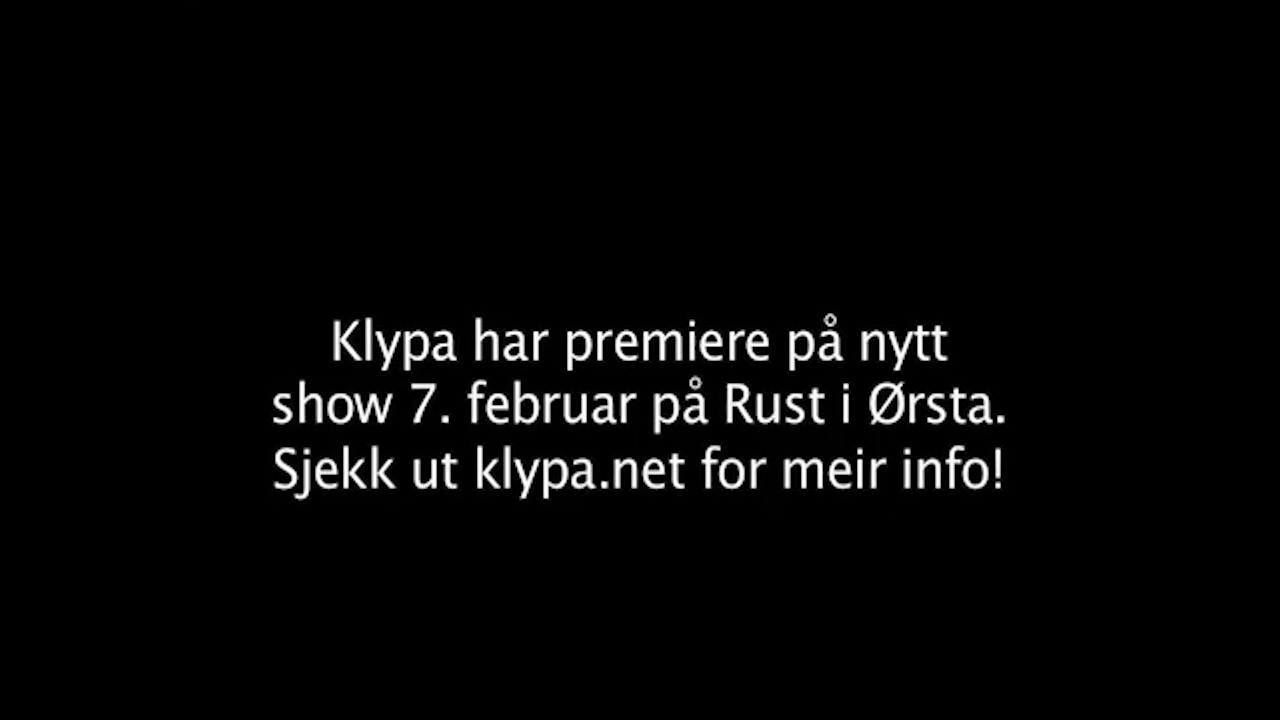 Klypa har premiere på nytt
show 7. februar på Rust i Ørsta.
Sjekk ut klypa.net for meir info!